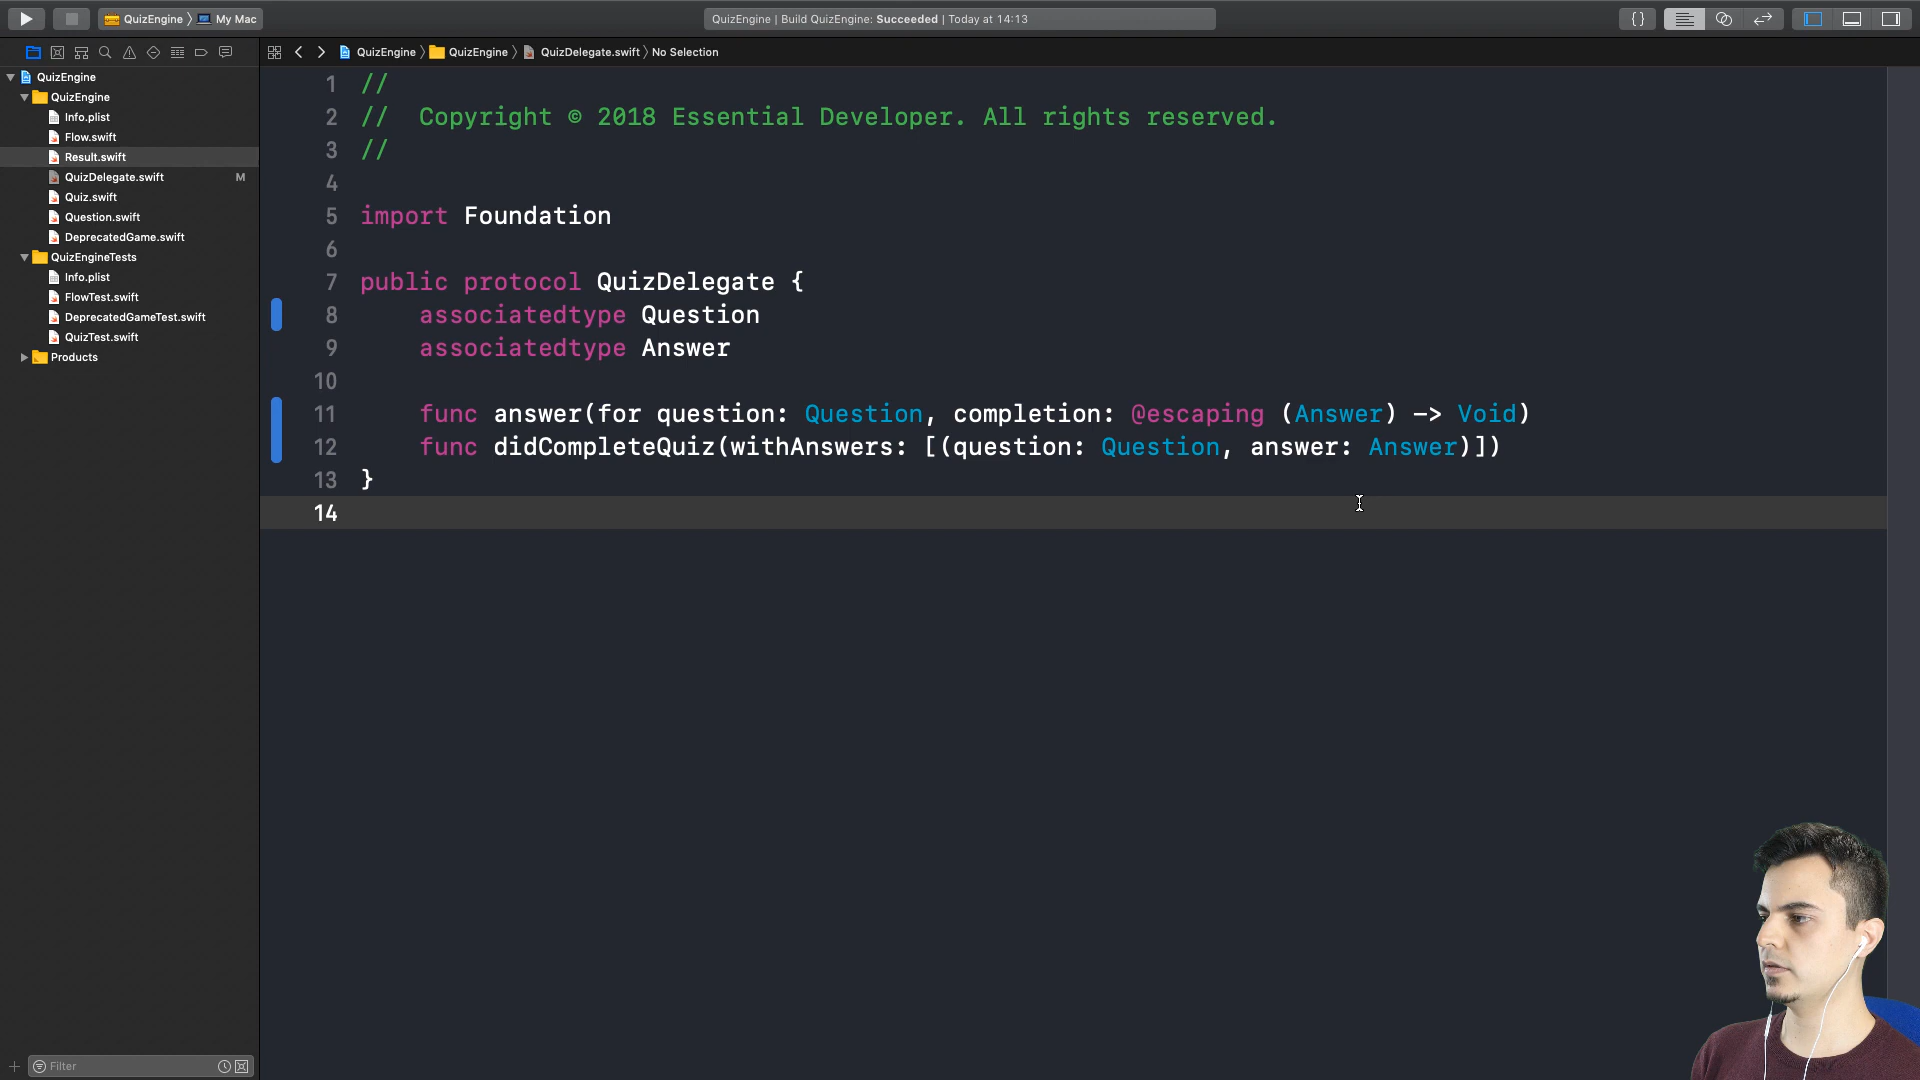 QuizEngine 〉 My Mac
QuizEngine | Build QuizEngine: Succeeded | Today at 14:13
{}
QuizEngine 〉 QuizEngine 〉 QuizDelegate.swift 〉 No Selection
QuizEngine
QuizEngine
Info.plist
Flow.swift
Result.swift
QuizDelegate.swift M
Quiz.swift
Question.swift
DeprecatedGame.swift
QuizEngineTests
Info.plist
FlowTest.swift
DeprecatedGameTest.swift
QuizTest.swift
Products
Filter
1 //
2 //  Copyright © 2018 Essential Developer. All rights reserved.
3 //
4
5 import Foundation
6
7 public protocol QuizDelegate {
8     associatedtype Question
9     associatedtype Answer
10
11     func answer(for question: Question, completion: @escaping (Answer) -> Void)
12     func didCompleteQuiz(withAnswers: [(question: Question, answer: Answer)])
13 }
14